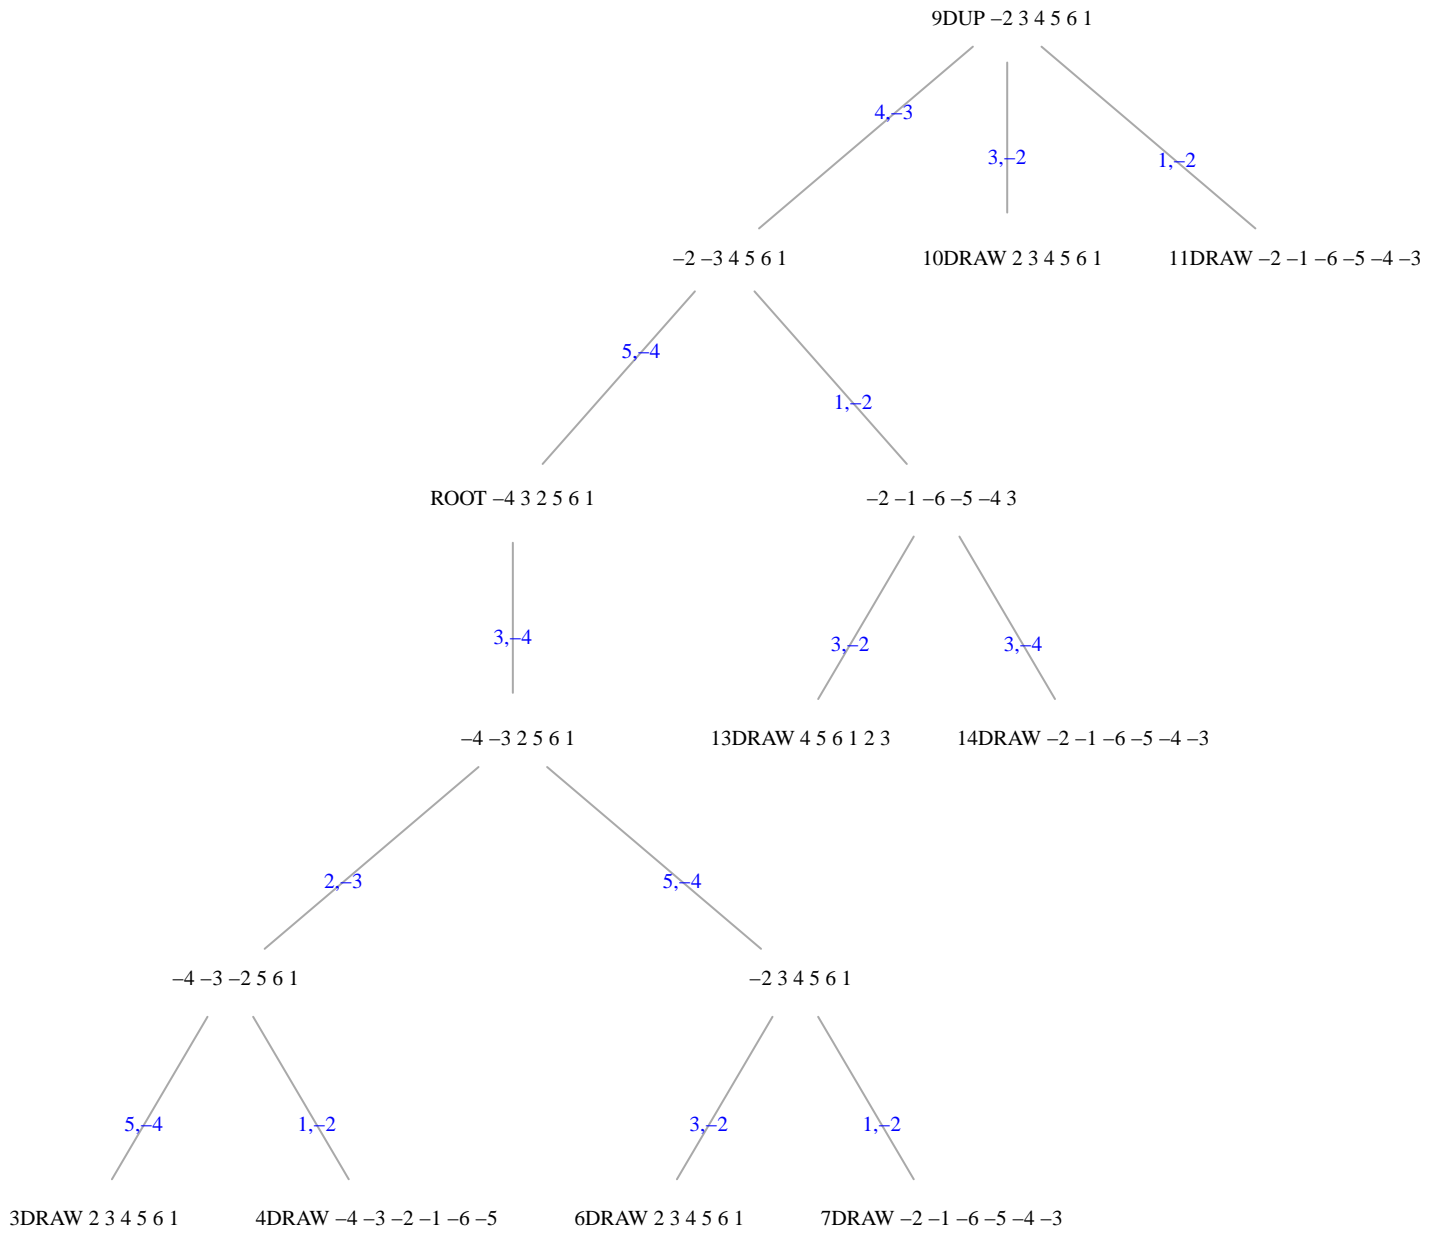 9DUP –2 3 4 5 6 1
4,–3
3,–2
1,–2
–2 –3 4 5 6 1
10DRAW 2 3 4 5 6 1
11DRAW –2 –1 –6 –5 –4 –3
5,–4
1,–2
ROOT –4 3 2 5 6 1
–2 –1 –6 –5 –4 3
3,–4
3,–2
3,–4
–4 –3 2 5 6 1
13DRAW 4 5 6 1 2 3
14DRAW –2 –1 –6 –5 –4 –3
2,–3
5,–4
–4 –3 –2 5 6 1
–2 3 4 5 6 1
5,–4
1,–2
3,–2
1,–2
3DRAW 2 3 4 5 6 1
4DRAW –4 –3 –2 –1 –6 –5
6DRAW 2 3 4 5 6 1
7DRAW –2 –1 –6 –5 –4 –3